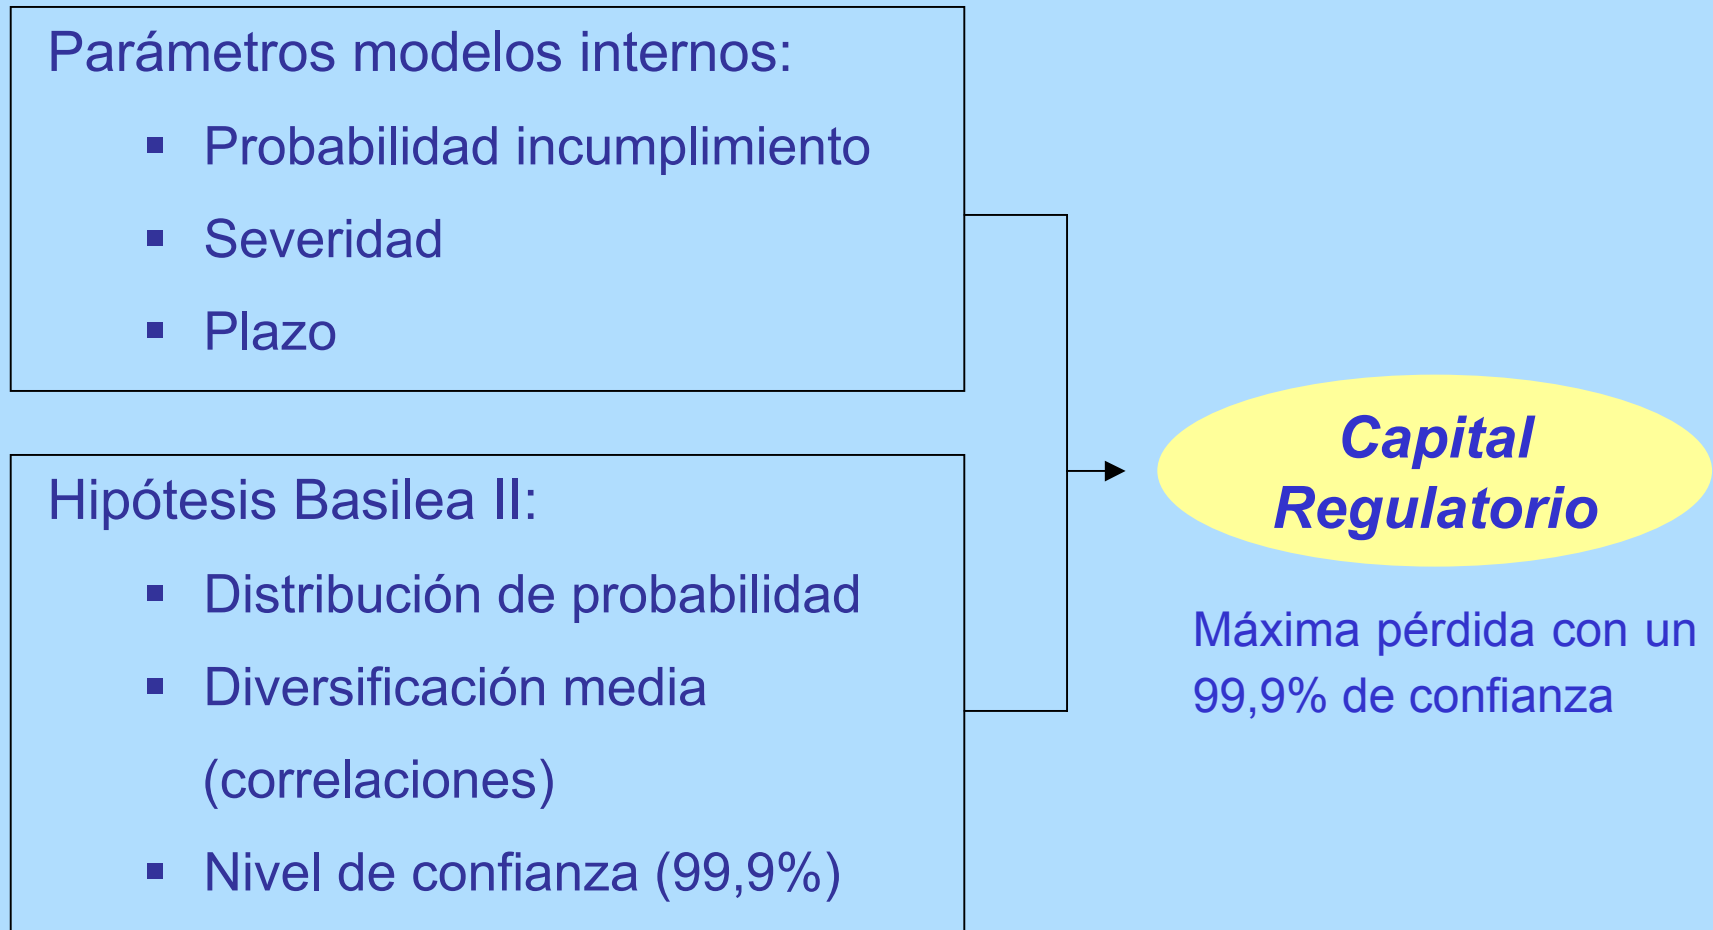 Parámetros modelos internos:
▪ Probabilidad incumplimiento
▪ Severidad
▪ Plazo
Hipótesis Basilea II:
▪ Distribución de probabilidad
▪ Diversificación media
(correlaciones)
▪ Nivel de confianza (99,9%)
Capital
Regulatorio
Máxima pérdida con un
99,9% de confianza